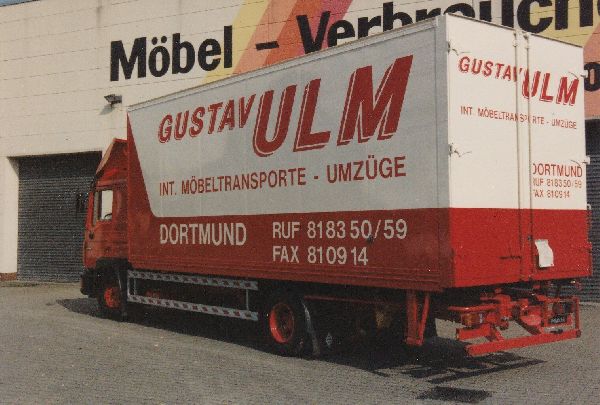 Möbel - Verbrauche
GUSTAV ULM
INT. MÖBELTRANSPORTE - UMZÜGE
DORTMUND
RUF 8183 50/59
FAX 8109 14
GUSTAV ULM
INT. MÖBELTRANSPORTE - UMZÜGE
DORTMUND
RUF 8183 50/59
FAX 8109 14